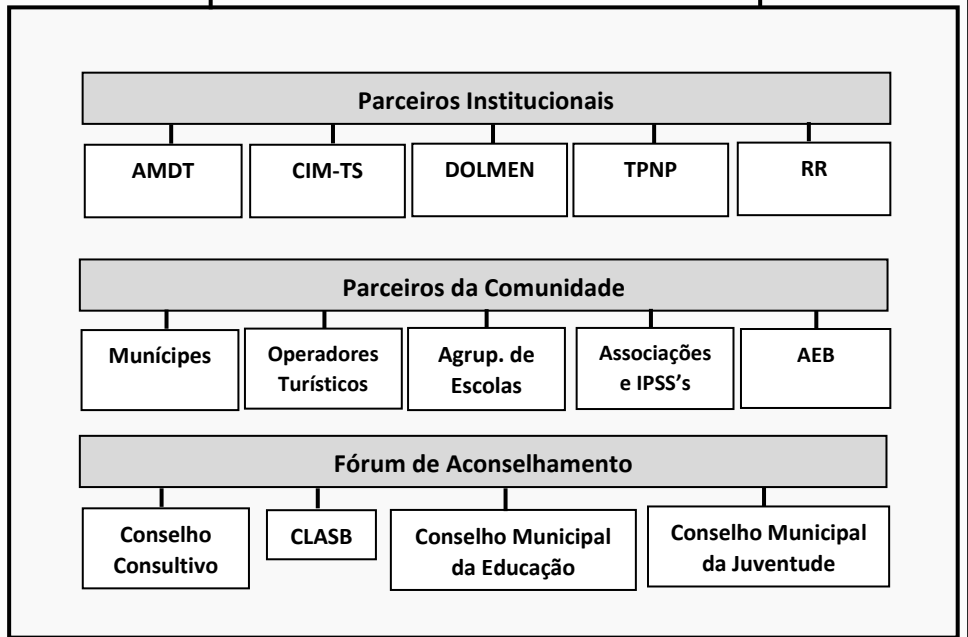 Parceiros Institucionais
AMDT
CIM-TS
DOLMEN
TPNP
RR
Parceiros da Comunidade
Munícipes
Operadores
Turísticos
Agrup. de
Escolas
Associações
e IPSS's
AEB
Fórum de Aconselhamento
Conselho
Consultivo
CLASB
Conselho Municipal
da Educação
Conselho Municipal
da Juventude